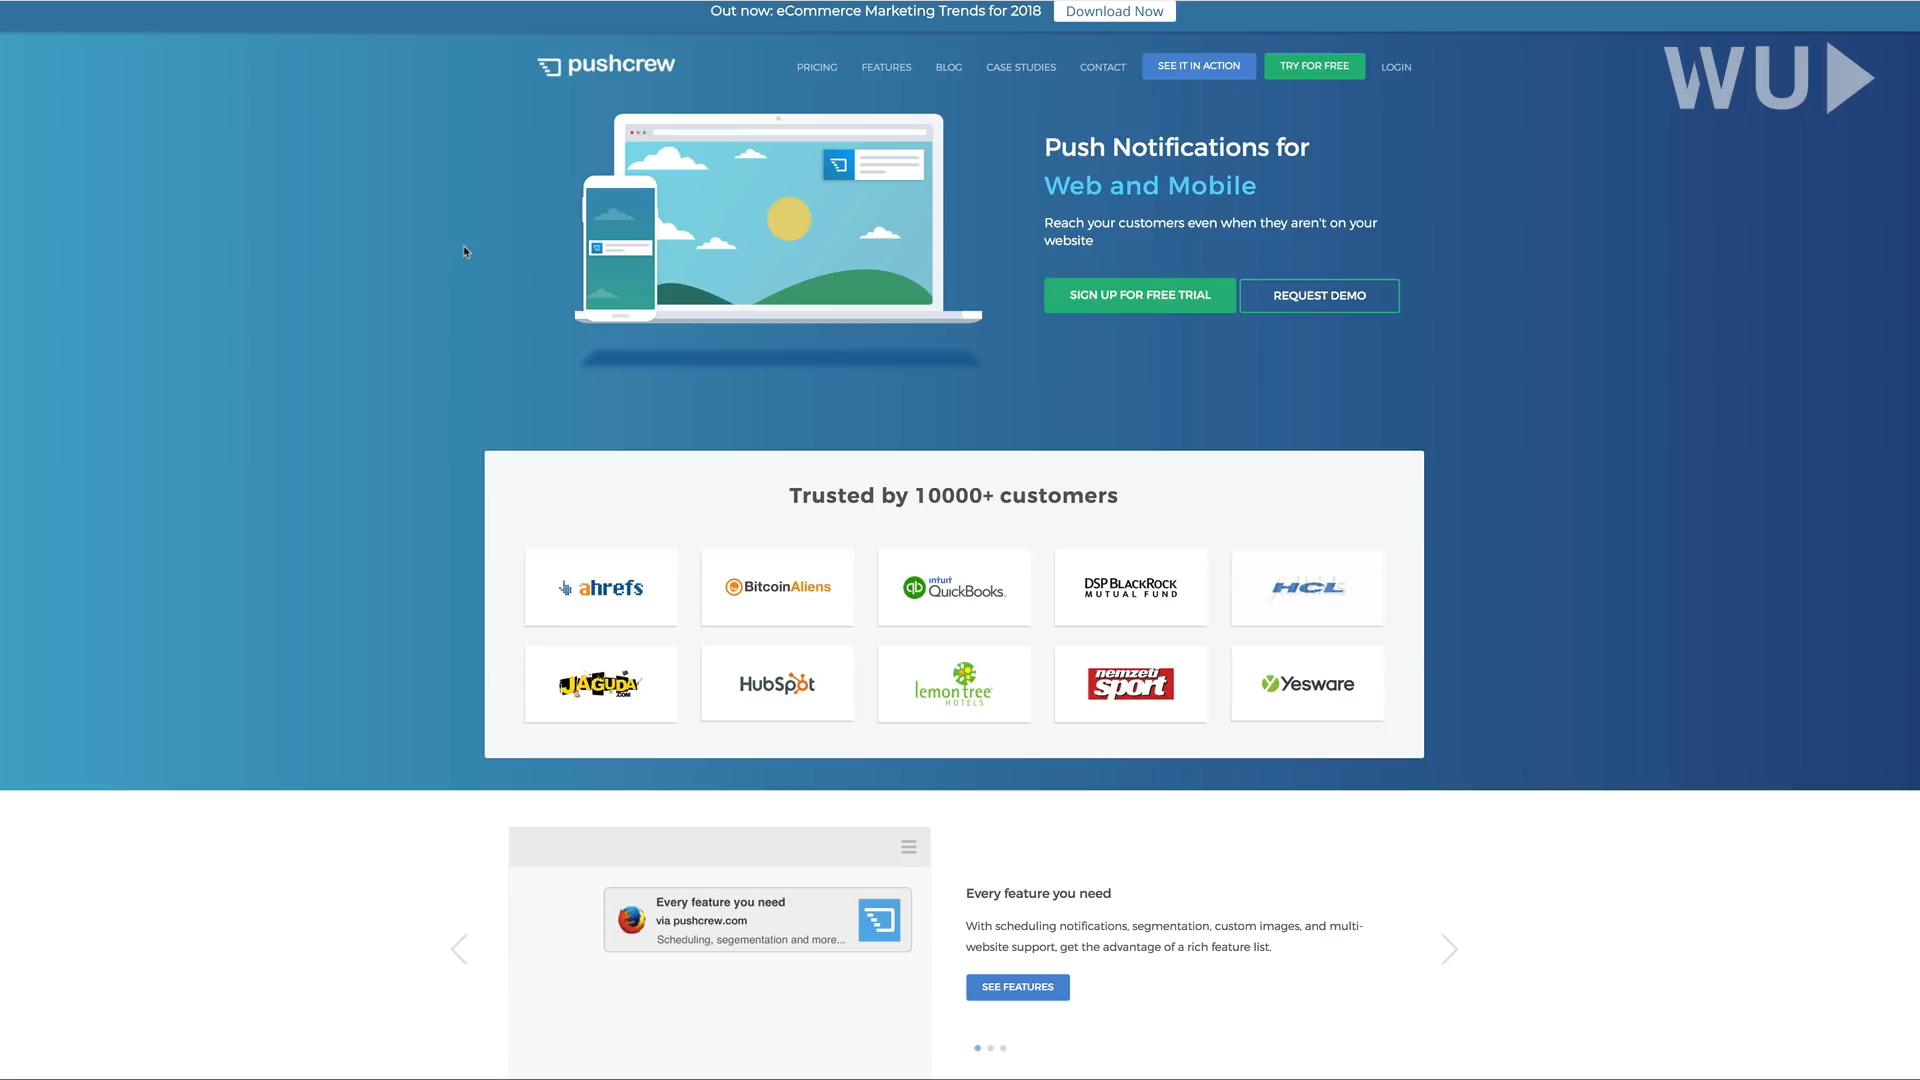 Out now: eCommerce Marketing Trends for 2018 Download Now
pushcrew PRICING FEATURES BLOG CASE STUDIES CONTACT SEE IT IN ACTION TRY FOR FREE LOGIN
WU
Push Notifications for
Web and Mobile
Reach your customers even when they aren't on your
website
SIGN UP FOR FREE TRIAL REQUEST DEMO
Trusted by 10000+ customers
ahrefs BitcoinAliens intuit QuickBooks. DSP BLACKROCK MUTUAL FUND HCL
JAGUDA .COM HubSpot lemontree HOTELS nemzeti sport Yesware
Every feature you need
via pushcrew.com
Scheduling, segementation and more...
Every feature you need
With scheduling notifications, segmentation, custom images, and multi-
website support, get the advantage of a rich feature list.
SEE FEATURES